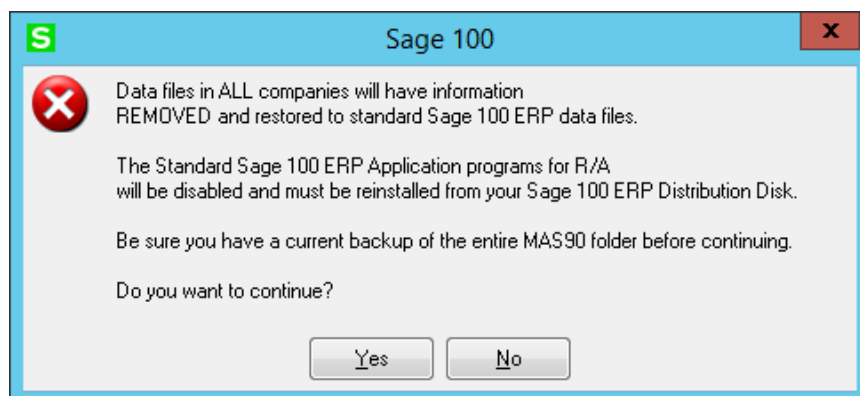 S
Sage 100
x
Data files in ALL companies will have information
REMOVED and restored to standard Sage 100 ERP data files.
The Standard Sage 100 ERP Application programs for R/A
will be disabled and must be reinstalled from your Sage 100 ERP Distribution Disk.
Be sure you have a current backup of the entire MAS90 folder before continuing.
Do you want to continue?
Yes
No